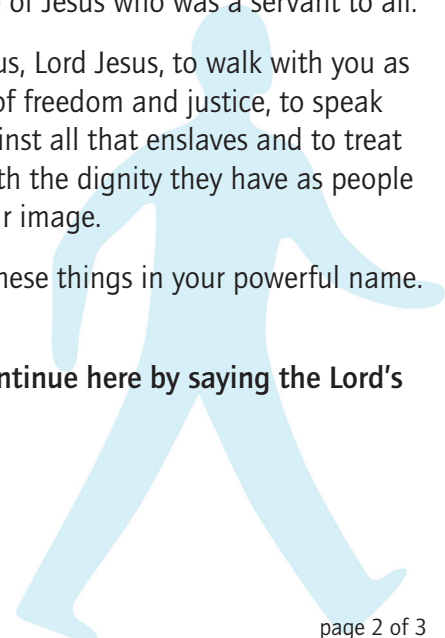 of Jesus who was a servant to all.
us, Lord Jesus, to walk with you as
of freedom and justice, to speak
inst all that enslaves and to treat
th the dignity they have as people
r image.
hese things in your powerful name.
ntinue here by saying the Lord's
page 2 of 3